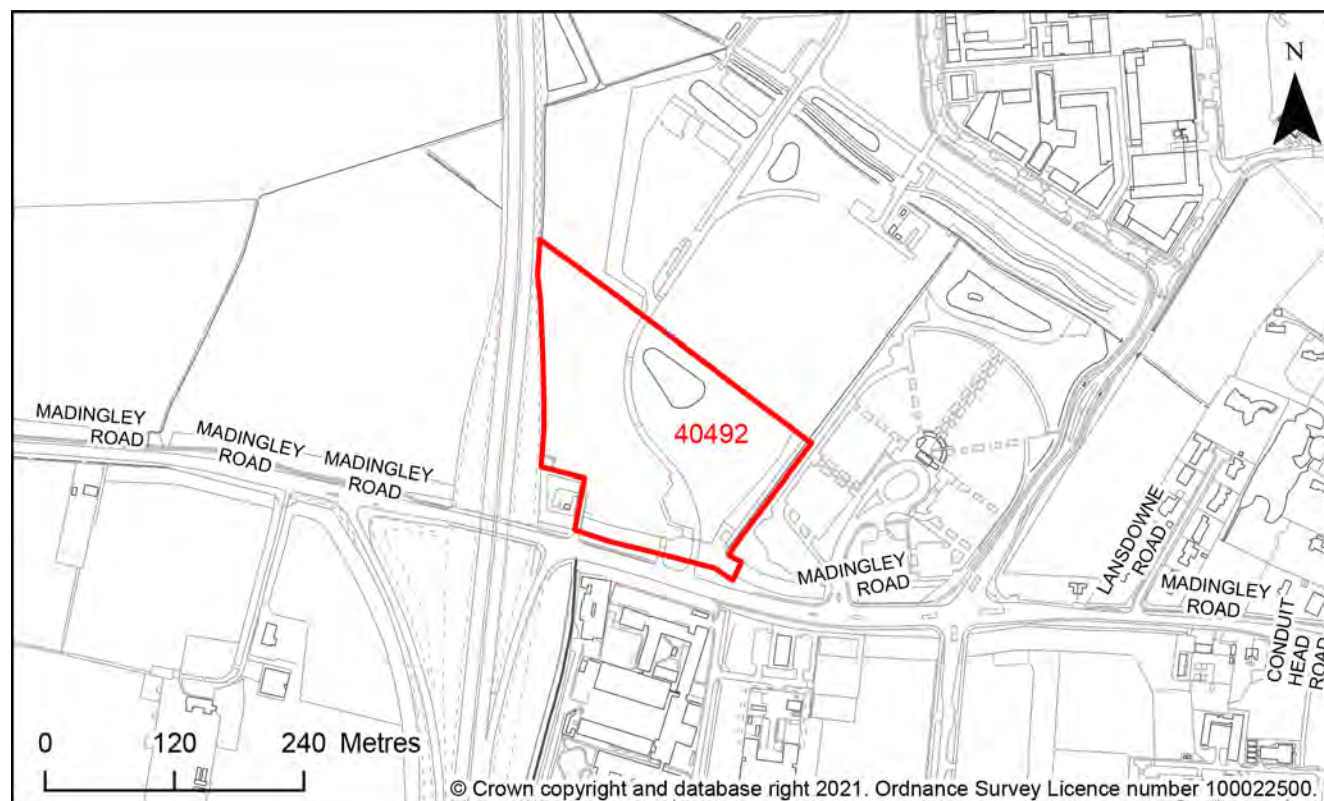 N
40492
MADINGLEY
ROAD
MADINGLEY
ROAD
MADINGLEY
ROAD
MADINGLEY
ROAD
LANSDOWNE
ROAD
MADINGLEY
ROAD
CONDUIT
HEAD
ROAD
0 120 240 Metres
© Crown copyright and database right 2021. Ordnance Survey Licence number 100022500.